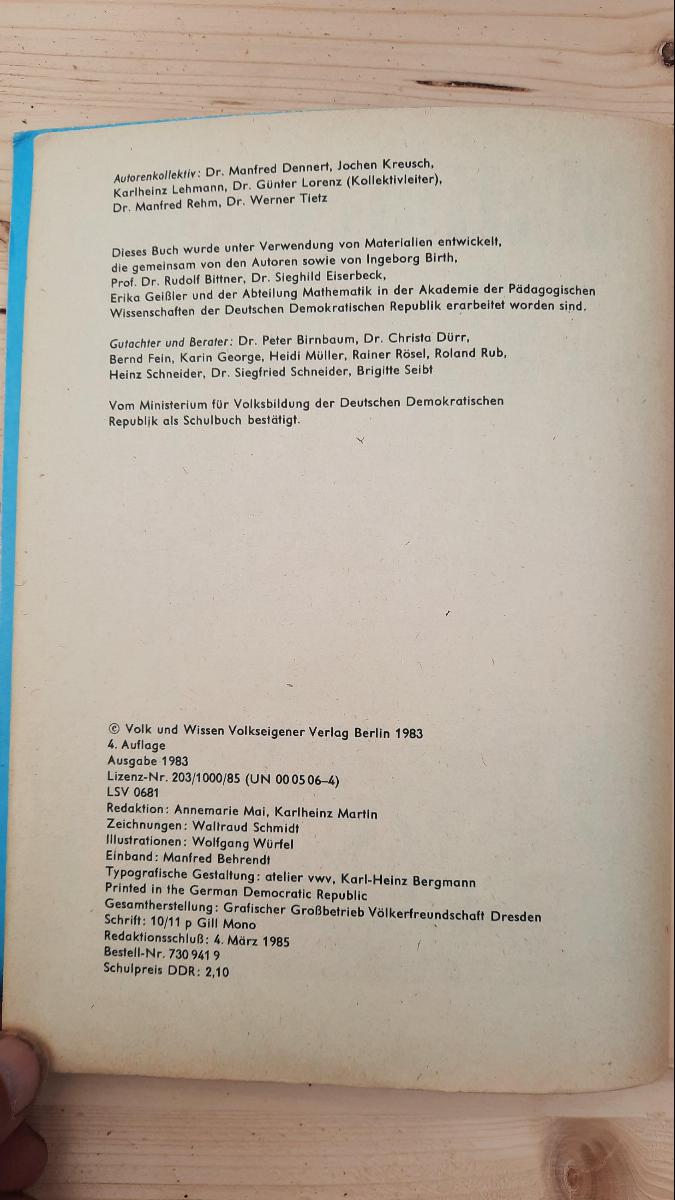 Autorenkollektiv: Dr. Manfred Dennert, Jochen Kreusch,
Karlheinz Lehmann, Dr. Günter Lorenz (Kollektivleiter),
Dr. Manfred Rehm, Dr. Werner Tietz
Dieses Buch wurde unter Verwendung von Materialien entwickelt,
die gemeinsam von den Autoren sowie von Ingeborg Birth,
Prof. Dr. Rudolf Bittner, Dr. Sieghild Eiserbeck,
Erika Geißler und der Abteilung Mathematik in der Akademie der Pädagogischen
Wissenschaften der Deutschen Demokratischen Republik erarbeitet worden sind.
Gutachter und Berater: Dr. Peter Birnbaum, Dr. Christa Dürr,
Bernd Fein, Karin George, Heidi Müller, Rainer Rösel, Roland Rub,
Heinz Schneider, Dr. Siegfried Schneider, Brigitte Seibt
Vom Ministerium für Volksbildung der Deutschen Demokratischen
Republik als Schulbuch bestätigt.
© Volk und Wissen Volkseigener Verlag Berlin 1983
4. Auflage
Ausgabe 1983
Lizenz-Nr. 203/1000/85 (UN 00 05 06–4)
LSV 0681
Redaktion: Annemarie Mai, Karlheinz Martin
Zeichnungen: Waltraud Schmidt
Illustrationen: Wolfgang Würfel
Einband: Manfred Behrendt
Typografische Gestaltung: atelier vwv, Karl-Heinz Bergmann
Printed in the German Democratic Republic
Gesamtherstellung: Grafischer Großbetrieb Völkerfreundschaft Dresden
Schrift: 10/11 p Gill Mono
Redaktionsschluß: 4. März 1985
Bestell-Nr. 730 941 9
Schulpreis DDR: 2,10